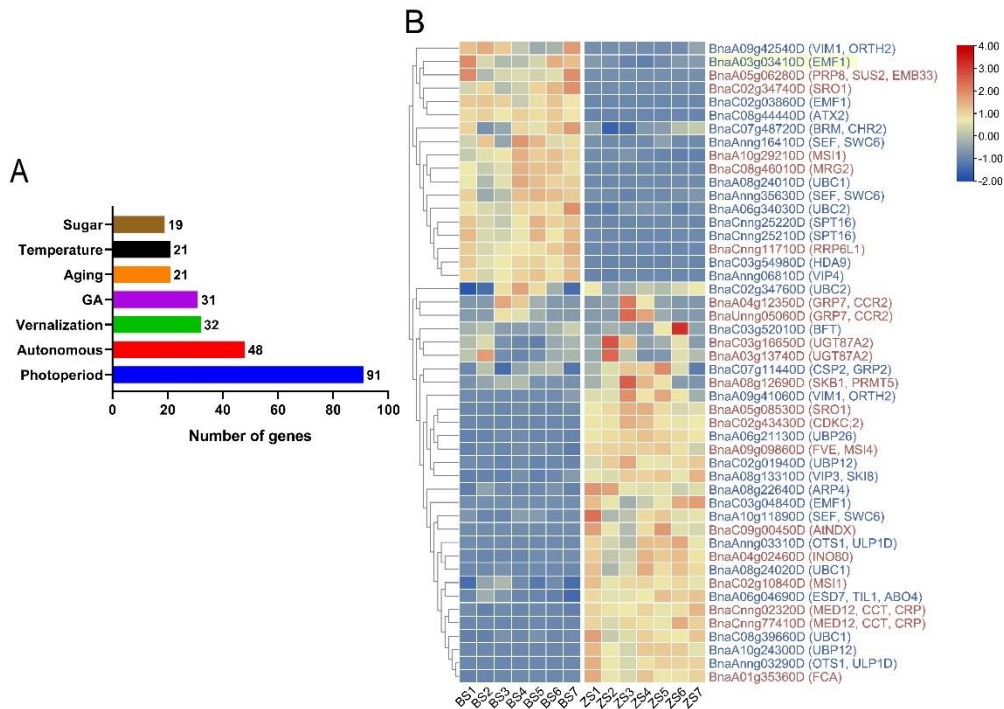 A
Sugar 19
Temperature 21
Aging 21
GA 31
Vernalization 32
Autonomous 48
Photoperiod 91
0 20 40 60 80 100
Number of genes
B
BnaA09g42540D (VIM1, ORTH2)
BnaA03g03410D (EMF1)
BnaA05g06280D (PRP8, SUS2, EMB33)
BnaC02g34740D (SRO1)
BnaC02g03860D (EMF1)
BnaC08g44440D (ATX2)
BnaC07g48720D (BRM, CHR2)
BnaAnng16410D (SEF, SWC6)
BnaA10g29210D (MSI1)
BnaC08g46010D (MRG2)
BnaA08g24010D (UBC1)
BnaAnng35630D (SEF, SWC6)
BnaA06g34030D (UBC2)
BnaCnng25220D (SPT16)
BnaCnng25210D (SPT16)
BnaCnng11710D (RRP6L1)
BnaC03g54980D (HDA9)
BnaAnng06810D (VIP4)
BnaC02g34760D (UBC2)
BnaA04g12350D (GRP7, CCR2)
BnaUnng05060D (GRP7, CCR2)
BnaC03g52010D (BFT)
BnaC03g16650D (UGT87A2)
BnaA03g13740D (UGT87A2)
BnaC07g11440D (CSP2, GRP2)
BnaA08g12690D (SKB1, PRMT5)
BnaA09g41060D (VIM1, ORTH2)
BnaA05g08530D (SRO1)
BnaC02g43430D (CDKC;2)
BnaA06g21130D (UBP26)
BnaA09g09860D (FVE, MSI4)
BnaC02g01940D (UBP12)
BnaA08g13310D (VIP3, SKI8)
BnaA08g22640D (ARP4)
BnaC03g04840D (EMF1)
BnaA10g11890D (SEF, SWC6)
BnaC09g00450D (AtNDX)
BnaAnng03310D (OTS1, ULP1D)
BnaA04g02460D (INO80)
BnaA08g24020D (UBC1)
BnaC02g10840D (MSI1)
BnaA06g04690D (ESD7, TIL1, ABO4)
BnaCnng02320D (MED12, CCT, CRP)
BnaCnng77410D (MED12, CCT, CRP)
BnaC08g39660D (UBC1)
BnaA10g24300D (UBP12)
BnaAnng03290D (OTS1, ULP1D)
BnaA01g35360D (FCA)
BS1 BS2 BS3 BS4 BS5 BS6 BS7 ZS1 ZS2 ZS3 ZS4 ZS5 ZS6 ZS7
4.00
3.00
2.00
1.00
0.00
-1.00
-2.00